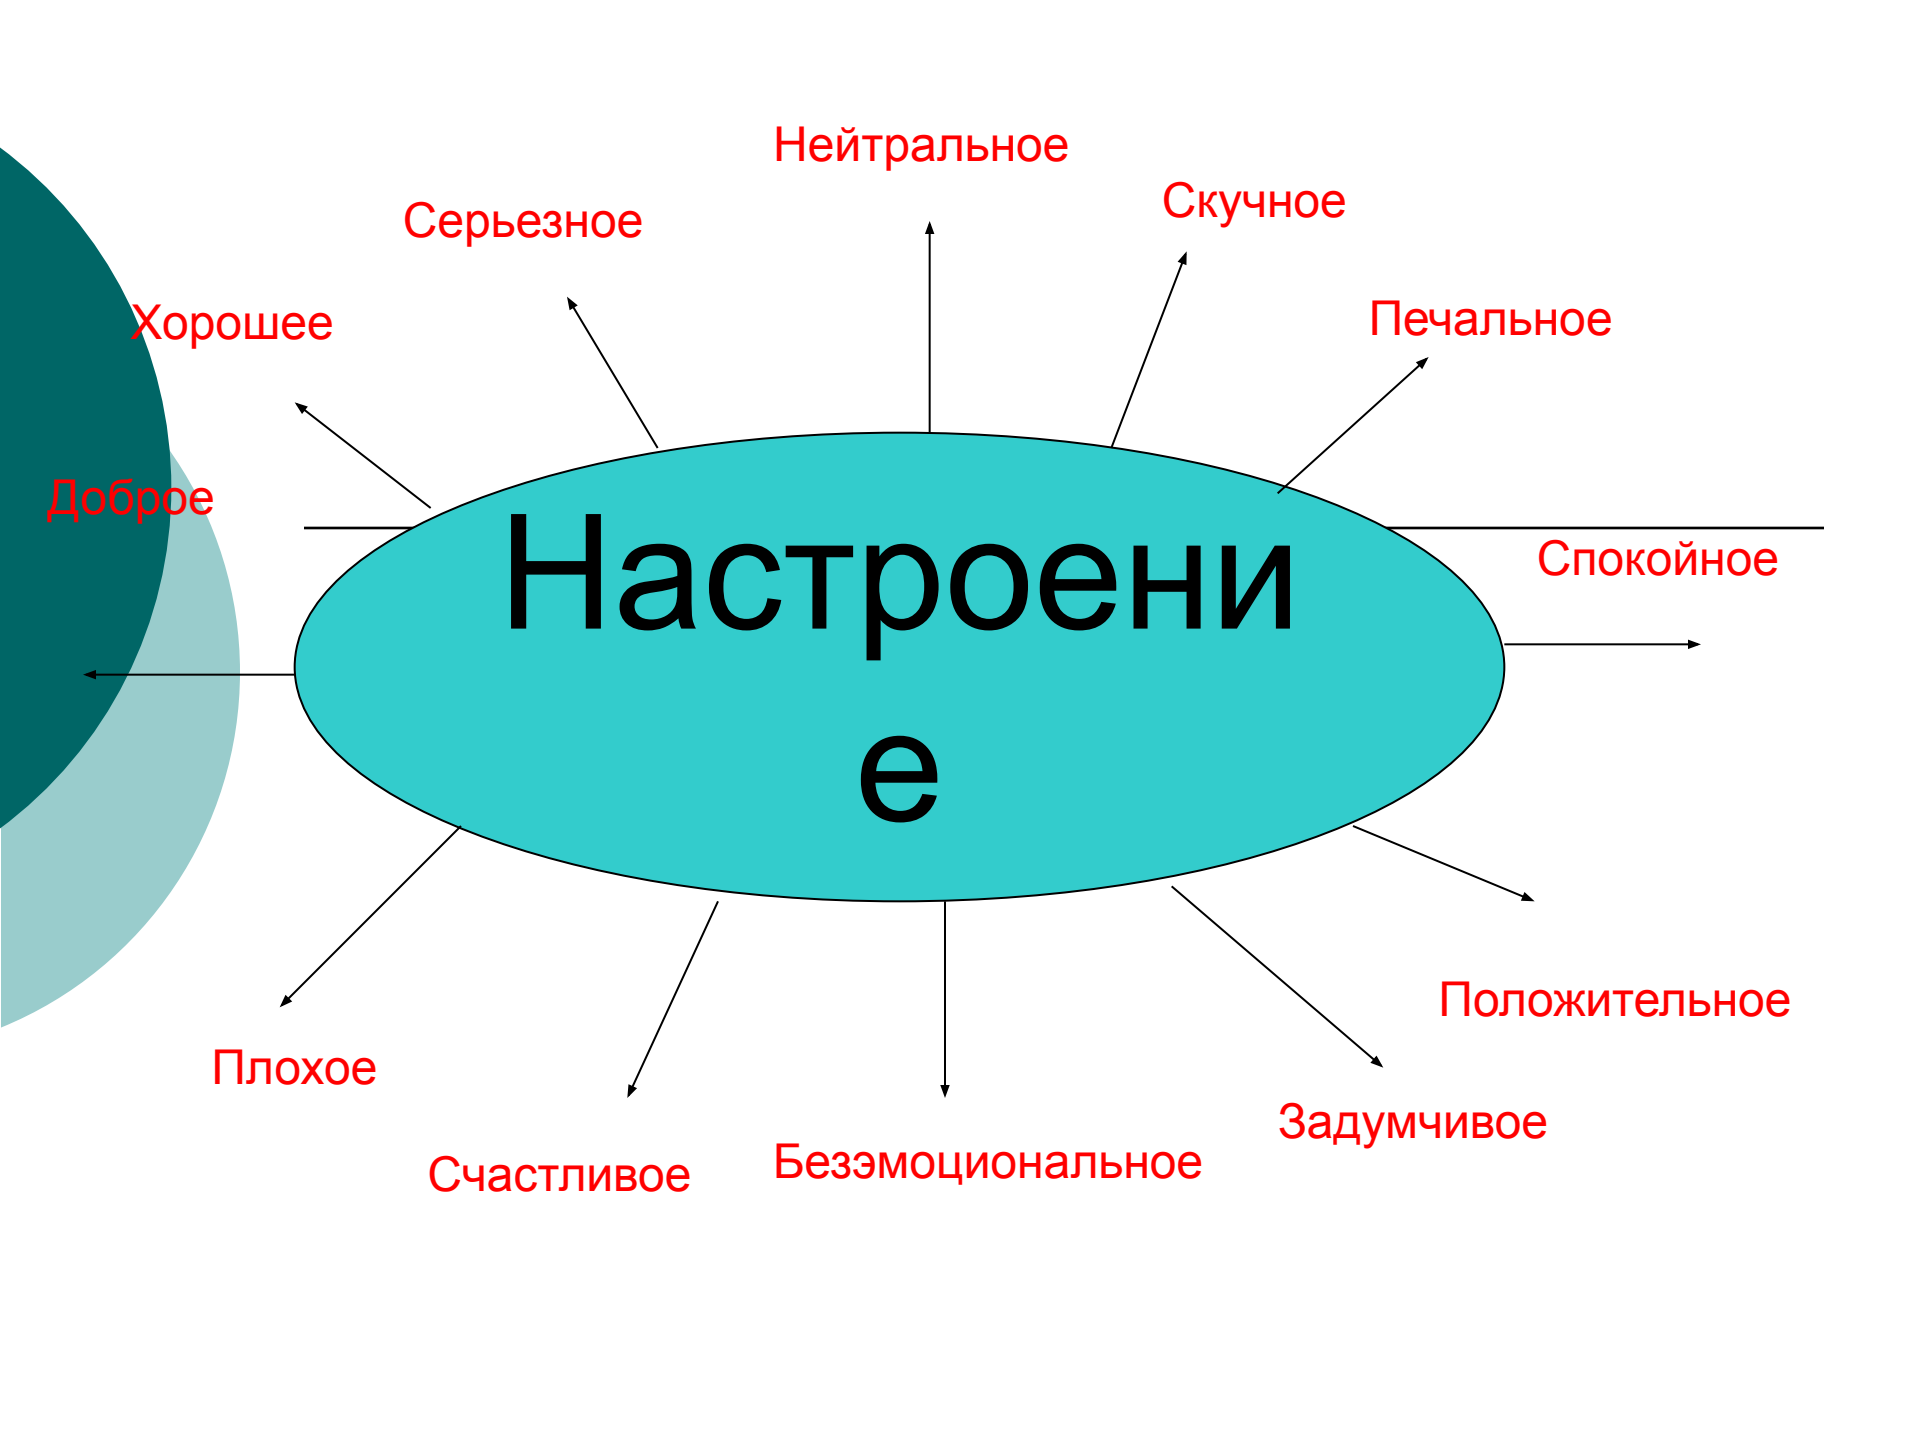 Нейтральное
Скучное
Серьезное
Хорошее
Печальное
Доброе
Настроени
е
Спокойное
Положительное
Плохое
Задумчивое
Счастливое
Безэмоциональное